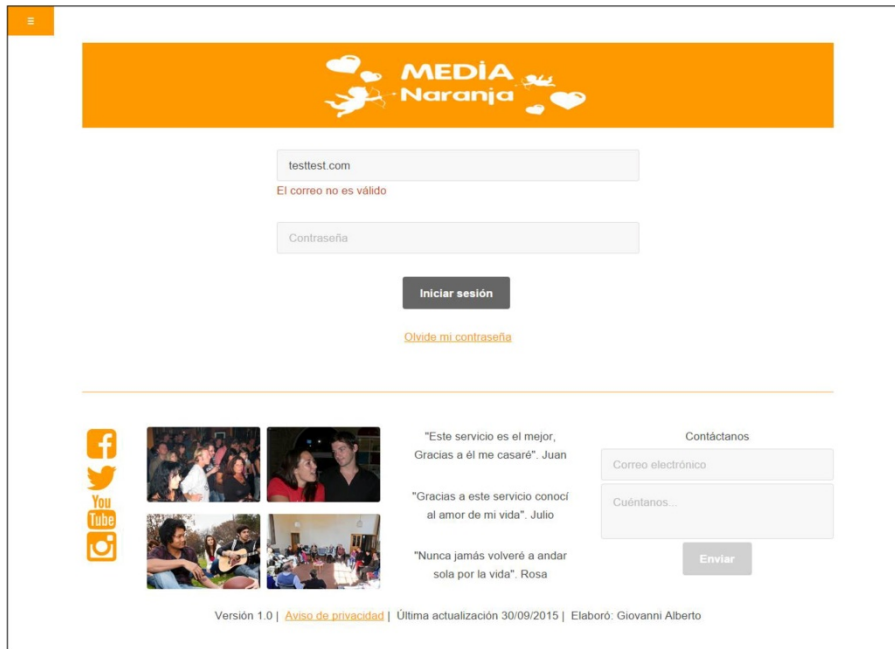 MEDIA
Naranja
testtest.com
El correo no es válido
Contraseña
Iniciar sesión
Olvide mi contraseña
You
Tube
"Este servicio es el mejor,
Gracias a él me casaré". Juan
"Gracias a este servicio conocí
al amor de mi vida". Julio
"Nunca jamás volveré a andar
sola por la vida". Rosa
Contáctanos
Correo electrónico
Cuéntanos...
Enviar
Versión 1.0 | Aviso de privacidad | Última actualización 30/09/2015 | Elaboró: Giovanni Alberto